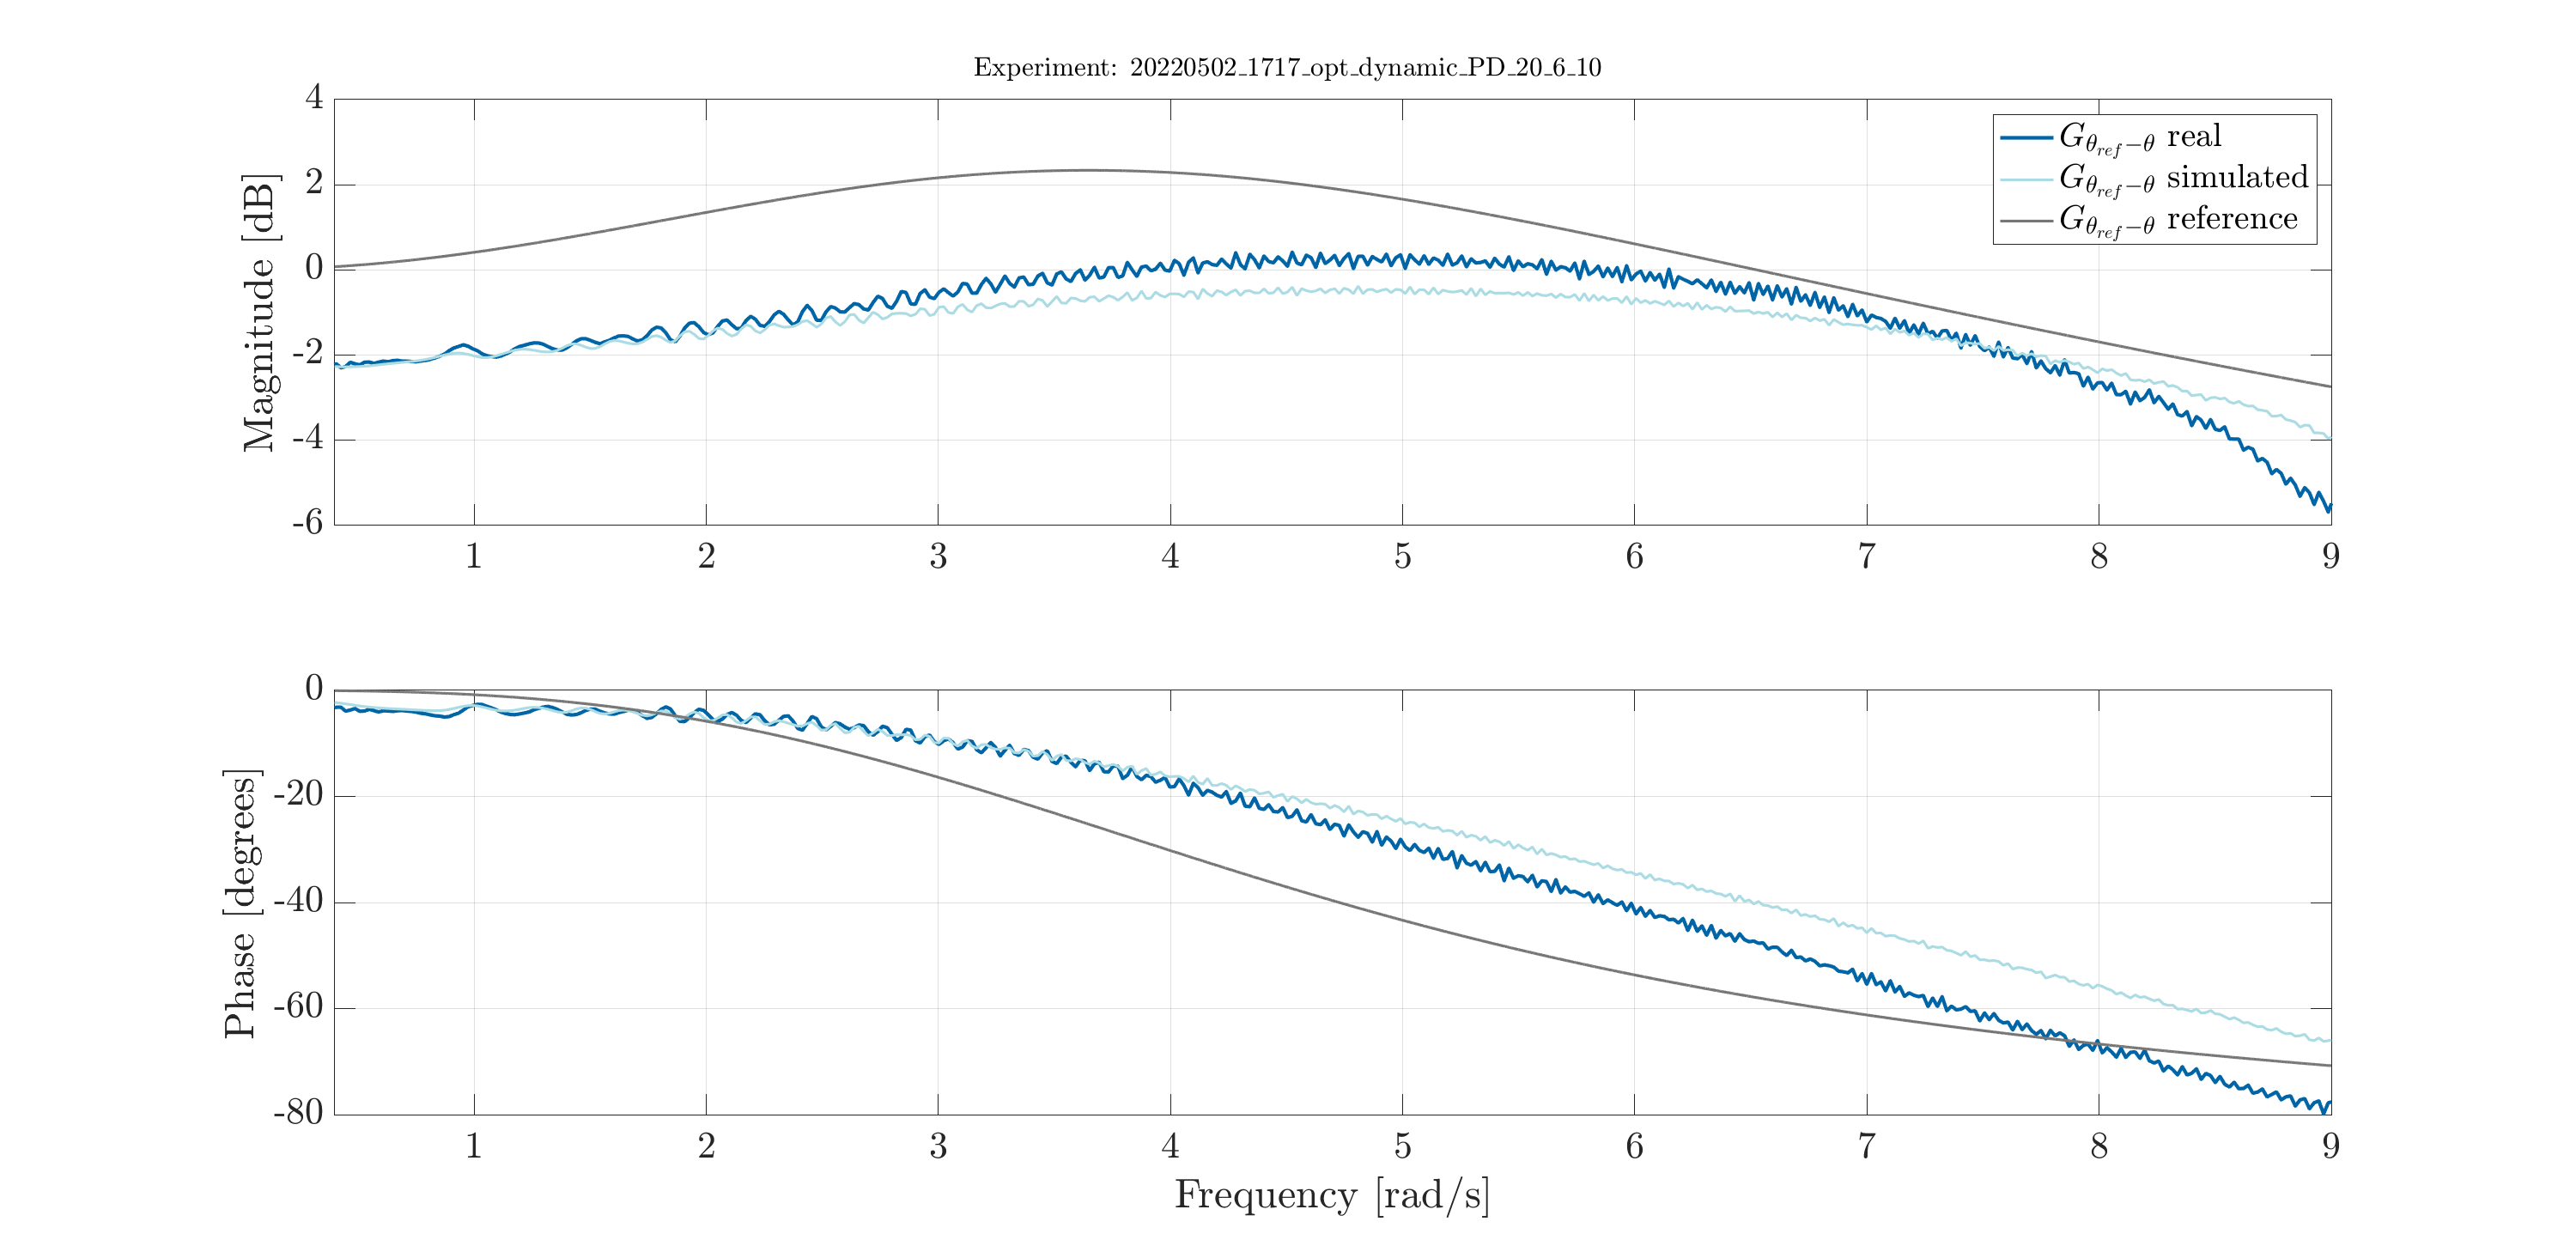 Experiment: 20220502_1717_opt_dynamic_PD_20_6_10
4
2
0
-2
-4
-6
Magnitude [dB]
G_{θ_{ref}−θ} real
G_{θ_{ref}−θ} simulated
G_{θ_{ref}−θ} reference
1 2 3 4 5 6 7 8 9
0
-20
-40
-60
-80
Phase [degrees]
1 2 3 4 5 6 7 8 9
Frequency [rad/s]